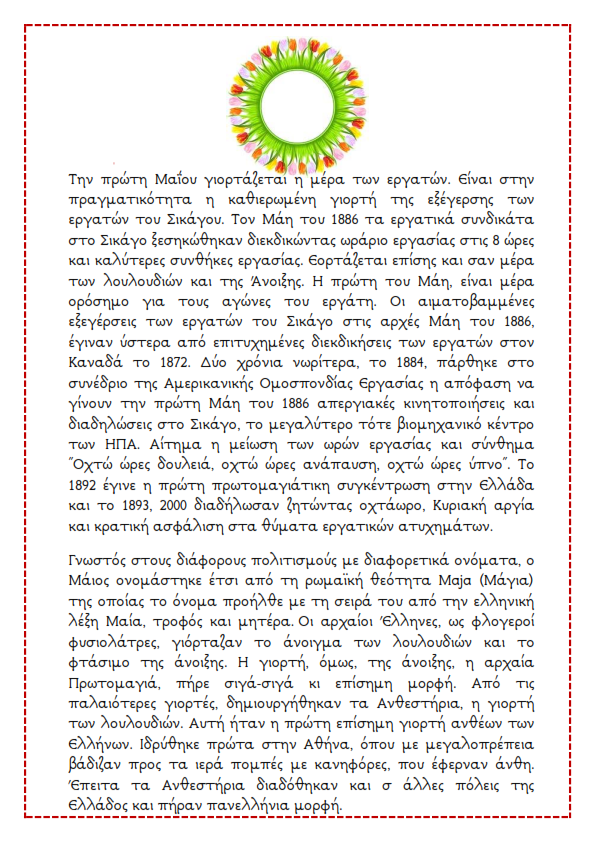 Την πρώτη Μαΐου γιορτάζεται η μέρα των εργατών. Είναι στην
πραγματικότητα η καθιερωμένη γιορτή της εξέγερσης των
εργατών του Σικάγου. Τον Μάη του 1886 τα εργατικά συνδικάτα
στο Σικάγο ξεσηκώθηκαν διεκδικώντας ωράριο εργασίας στις 8 ώρες
και καλύτερες συνθήκες εργασίας. Εορτάζεται επίσης και σαν μέρα
των λουλουδιών και της Άνοιξης. Η πρώτη του Μάη, είναι μέρα
ορόσημο για τους αγώνες του εργάτη. Οι αιματοβαμμένες
εξεγέρσεις των εργατών του Σικάγο στις αρχές Μάη του 1886,
έγιναν ύστερα από επιτυχημένες διεκδικήσεις των εργατών στον
Καναδά το 1872. Δύο χρόνια νωρίτερα, το 1884, πάρθηκε στο
συνέδριο της Αμερικανικής Ομοσπονδίας Εργασίας η απόφαση να
γίνουν την πρώτη Μάη του 1886 απεργιακές κινητοποιήσεις και
διαδηλώσεις στο Σικάγο, το μεγαλύτερο τότε βιομηχανικό κέντρο
των ΗΠΑ. Αίτημα η μείωση των ωρών εργασίας και σύνθημα
"Οχτώ ώρες δουλειά, οχτώ ώρες ανάπαυση, οχτώ ώρες ύπνο". Το
1892 έγινε η πρώτη πρωτομαγιάτικη συγκέντρωση στην Ελλάδα
και το 1893, 2000 διαδήλωσαν ζητώντας οχτάωρο, Κυριακή αργία
και κρατική ασφάλιση στα θύματα εργατικών ατυχημάτων.
Γνωστός στους διάφορους πολιτισμούς με διαφορετικά ονόματα, ο
Μάιος ονομάστηκε έτσι από τη ρωμαϊκή θεότητα Maja (Μάγια)
της οποίας το όνομα προήλθε με τη σειρά του από την ελληνική
λέξη Μαία, τροφός και μητέρα. Οι αρχαίοι Έλληνες, ως φλογεροί
φυσιολάτρες, γιόρταζαν το άνοιγμα των λουλουδιών και το
φτάσιμο της άνοιξης. Η γιορτή, όμως, της άνοιξης, η αρχαία
Πρωτομαγιά, πήρε σιγά-σιγά κι επίσημη μορφή. Από τις
παλαιότερες γιορτές, δημιουργήθηκαν τα Ανθεστήρια, η γιορτή
των λουλουδιών. Αυτή ήταν η πρώτη επίσημη γιορτή ανθέων των
Ελλήνων. Ιδρύθηκε πρώτα στην Αθήνα, όπου με μεγαλοπρέπεια
βάδιζαν προς τα ιερά πομπές με κανηφόρες, που έφερναν άνθη.
Έπειτα τα Ανθεστήρια διαδόθηκαν και σ άλλες πόλεις της
Ελλάδος και πήραν πανελλήνια μορφή.